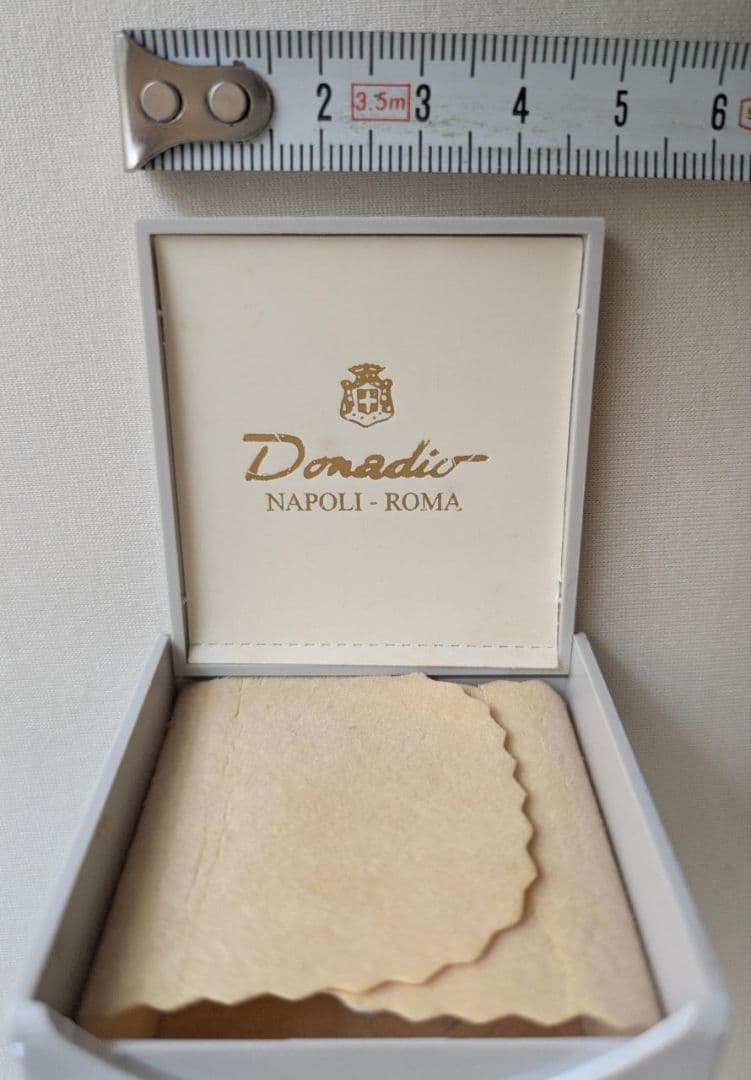 2 3.5m 3 4 5 6
Donadio
NAPOLI - ROMA